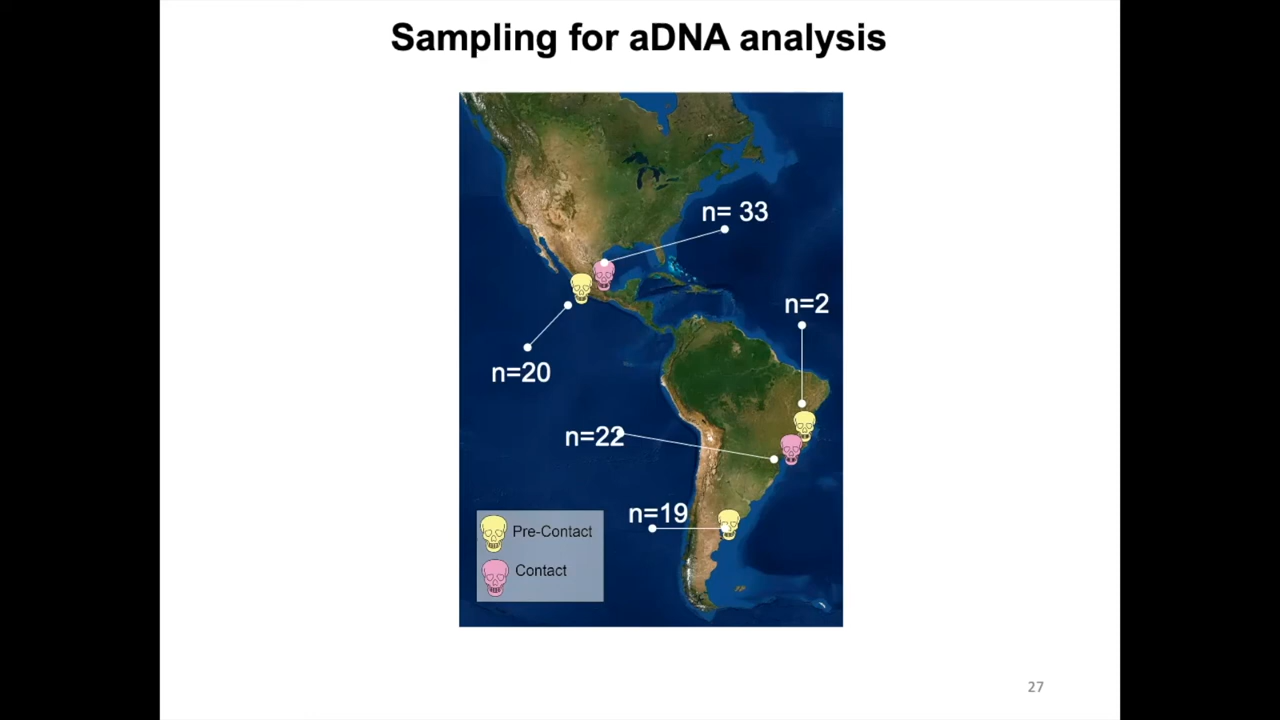 Sampling for aDNA analysis
n= 33
n=2
n=20
n=22
n=19
Pre-Contact
Contact
27